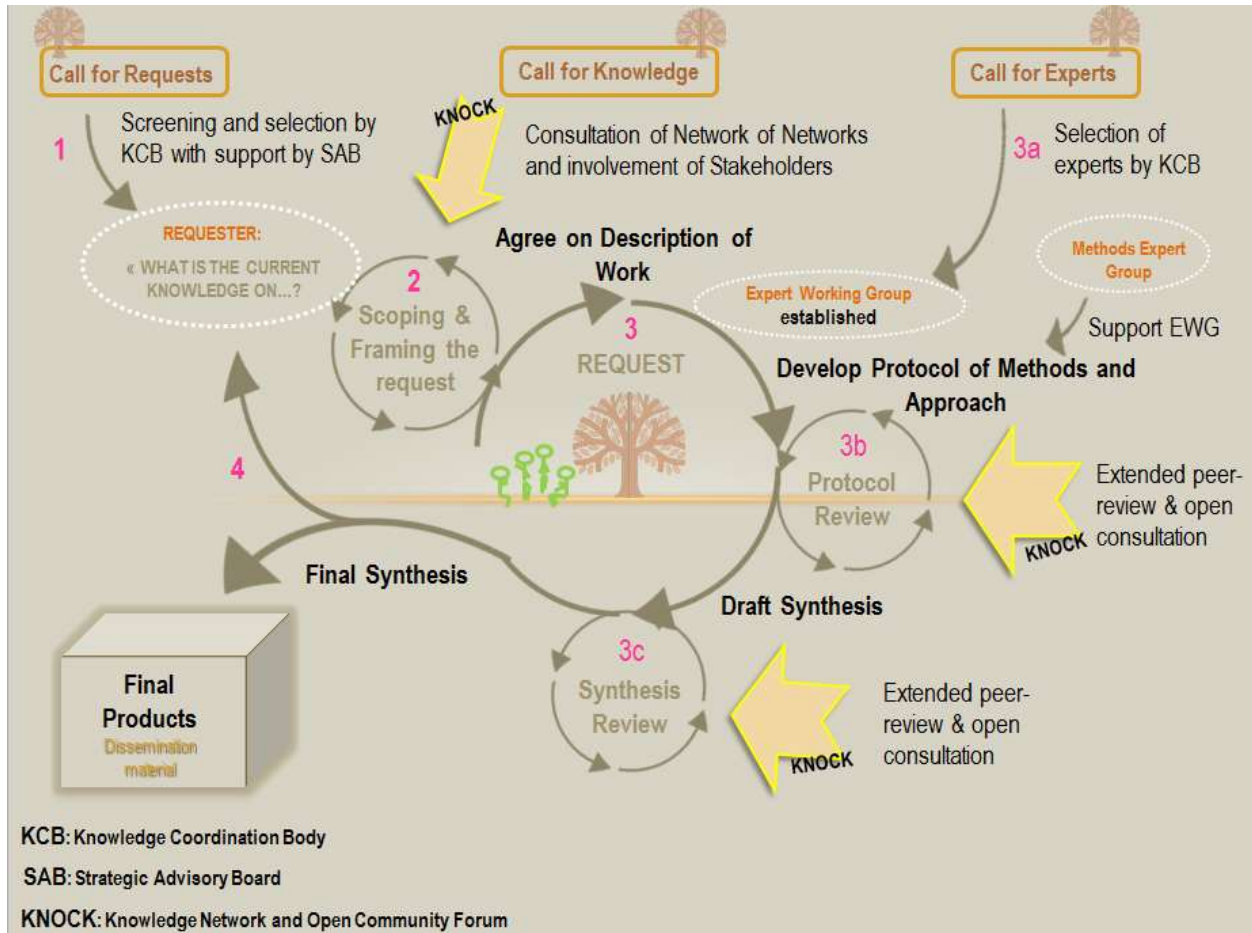 Call for Requests
Call for Knowledge
Call for Experts
1
Screening and selection by
KCB with support by SAB
KNOCK
Consultation of Network of Networks
and involvement of Stakeholders
3a
Selection of
experts by KCB
REQUESTER:
« WHAT IS THE CURRENT
KNOWLEDGE ON...?
2
Scoping &
Framing the
request
Agree on Description of
Work
3
REQUEST
Expert Working Group
established
Methods Expert
Group
Support EWG
Develop Protocol of Methods and
Approach
3b
Protocol
Review
Extended peer-
review & open
consultation
KNOCK
4
Final Synthesis
Draft Synthesis
3c
Synthesis
Review
Extended peer-
review & open
consultation
KNOCK
Final
Products
Dissemination
material
KCB: Knowledge Coordination Body
SAB: Strategic Advisory Board
KNOCK: Knowledge Network and Open Community Forum